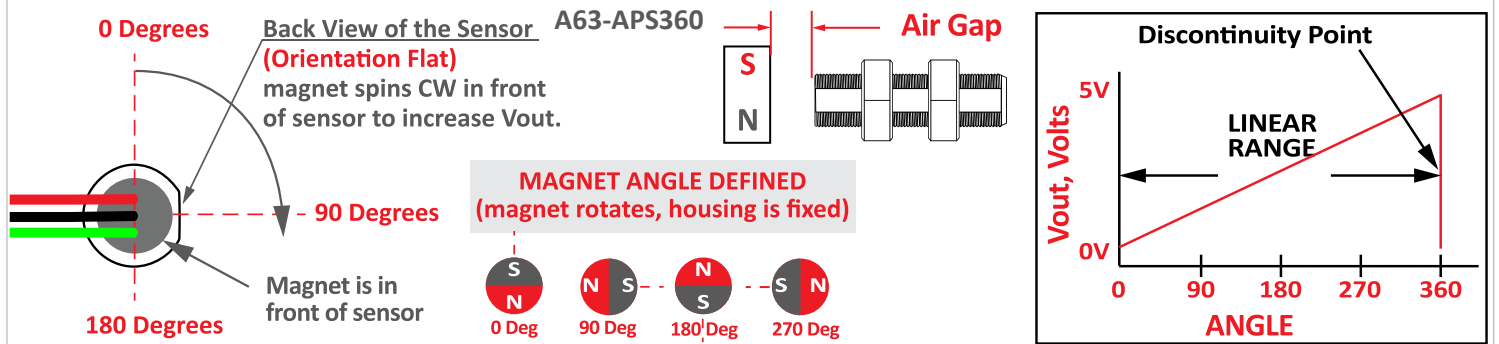 0 Degrees
Back View of the Sensor
(Orientation Flat)
magnet spins CW in front
of sensor to increase Vout.
90 Degrees
Magnet is in
front of sensor
180 Degrees
A63-APS360
Air Gap
S
N
MAGNET ANGLE DEFINED
(magnet rotates, housing is fixed)
S
N
0 Deg
N S
90 Deg
N
S
180 Deg
S N
270 Deg
Discontinuity Point
5V
LINEAR
RANGE
Vout, Volts
0V
0 90 180 270 360
ANGLE